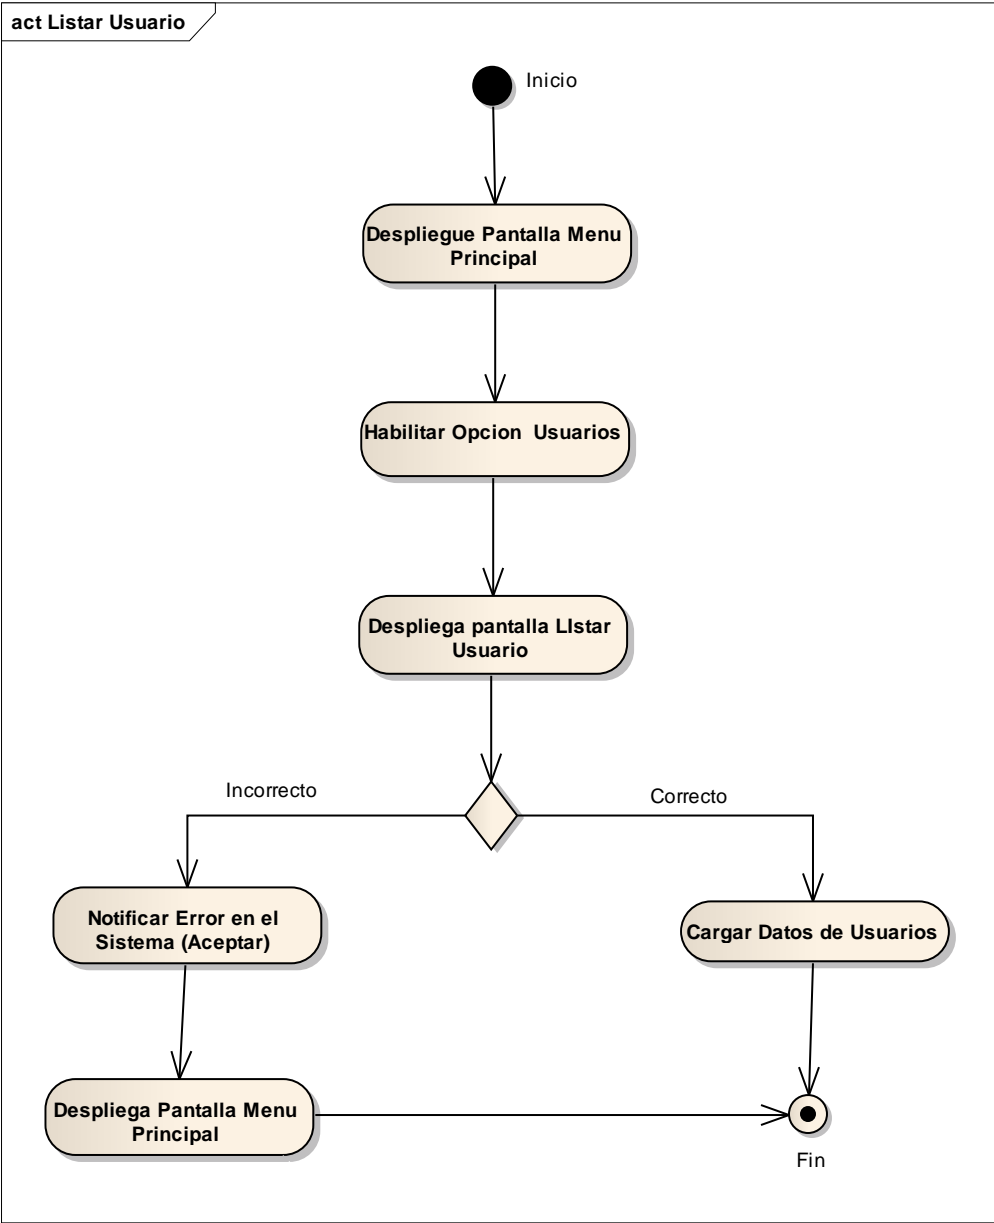 act Listar Usuario
Inicio
Despliegue Pantalla Menu
Principal
Habilitar Opcion  Usuarios
Despliega pantalla LIstar
Usuario
Incorrecto
Correcto
Notificar Error en el
Sistema (Aceptar)
Cargar Datos de Usuarios
Despliega Pantalla Menu
Principal
Fin